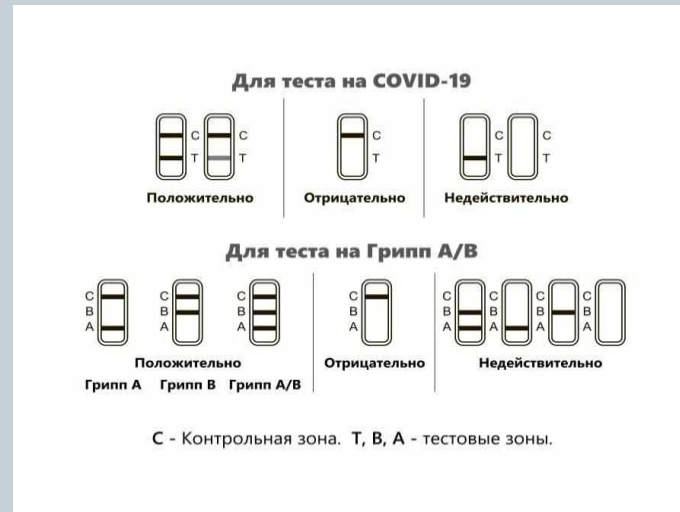 Для теста на COVID-19
C C C C C
T T T T T
Положительно Отрицательно Недействительно
Для теста на Грипп А/В
C C C C C C C C
B B B B B B B B
A A A A A A A A
Положительно Отрицательно Недействительно
Грипп А Грипп В Грипп А/В
С - Контрольная зона. Т, В, А - тестовые зоны.